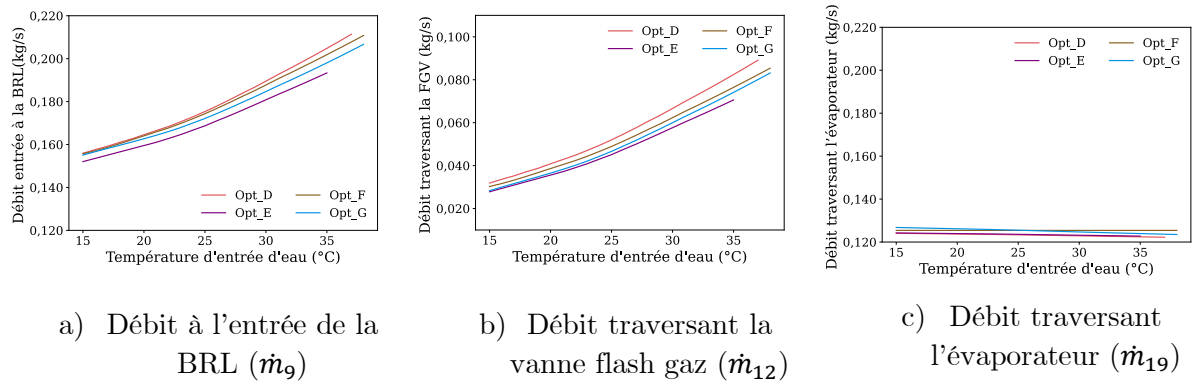 Débit entrée à la BRL(kg/s)
0,220
0,200
0,180
0,160
0,140
0,120
Opt_D
Opt_F
Opt_E
Opt_G
15
20
25
30
35
Température d'entrée d'eau (°C)
a) Débit à l'entrée de la
BRL (ṁ9)
Débit traversant la FGV (kg/s)
0,100
0,080
0,060
0,040
0,020
Opt_D
Opt_F
Opt_E
Opt_G
15
20
25
30
35
Température d'entrée d'eau (°C)
b) Débit traversant la
vanne flash gaz (ṁ12)
Débit traversant l'évaporateur (kg/s)
0,220
0,200
0,180
0,160
0,140
0,120
Opt_D
Opt_F
Opt_E
Opt_G
15
20
25
30
35
Température d'entrée d'eau (°C)
c) Débit traversant
l'évaporateur (ṁ19)